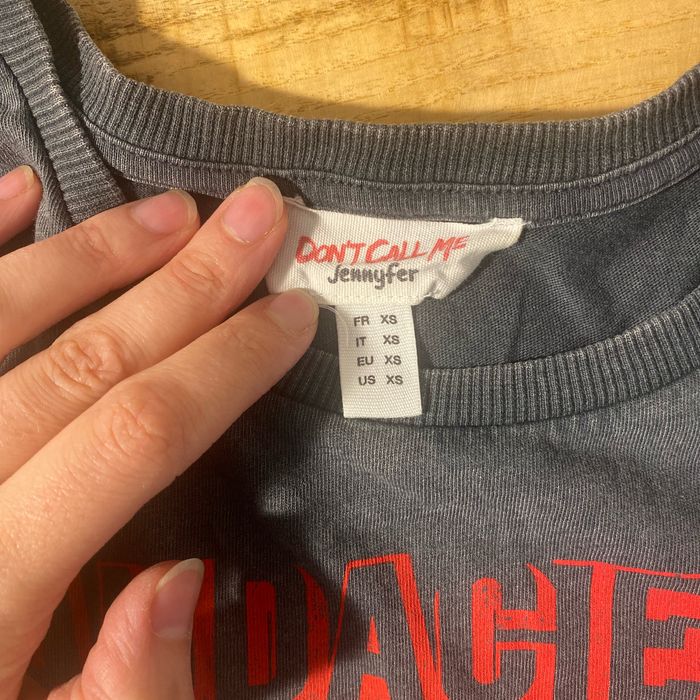 DON'T CALL ME
Jennyfer
FR XS
IT XS
EU XS
US XS